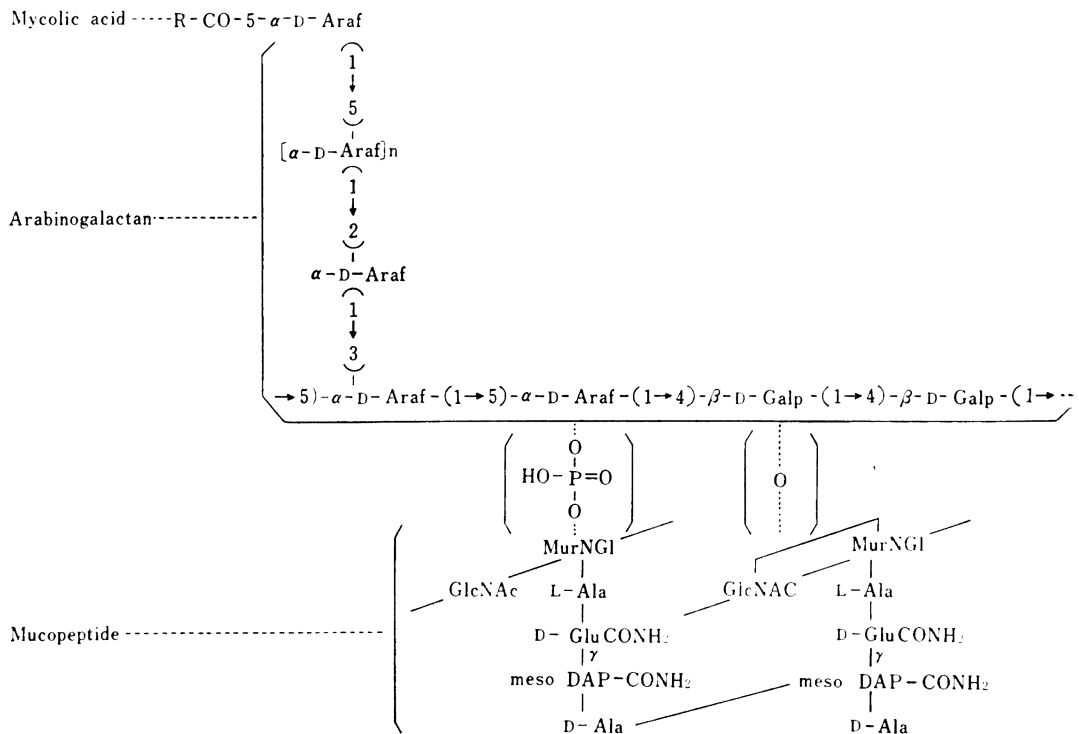 Mycolic acid -----R-CO-5-α-D-Araf
1
↓
5
[α-D-Araf]n
1
Arabinogalactan
↓
2
α-D-Araf
1
↓
3
→5)-α-D-Araf-(1→5)-α-D-Araf-(1→4)-β-D-Galp-(1→4)-β-D-Galp-(1→--
O
HO-P=O O
O
MurNGl MurNGl
GlcNAc L-Ala GlcNAC L-Ala
Mucopeptide D-GluCONH₂ D-GluCONH₂
γ γ
meso DAP-CONH₂ meso DAP-CONH₂
D-Ala D-Ala